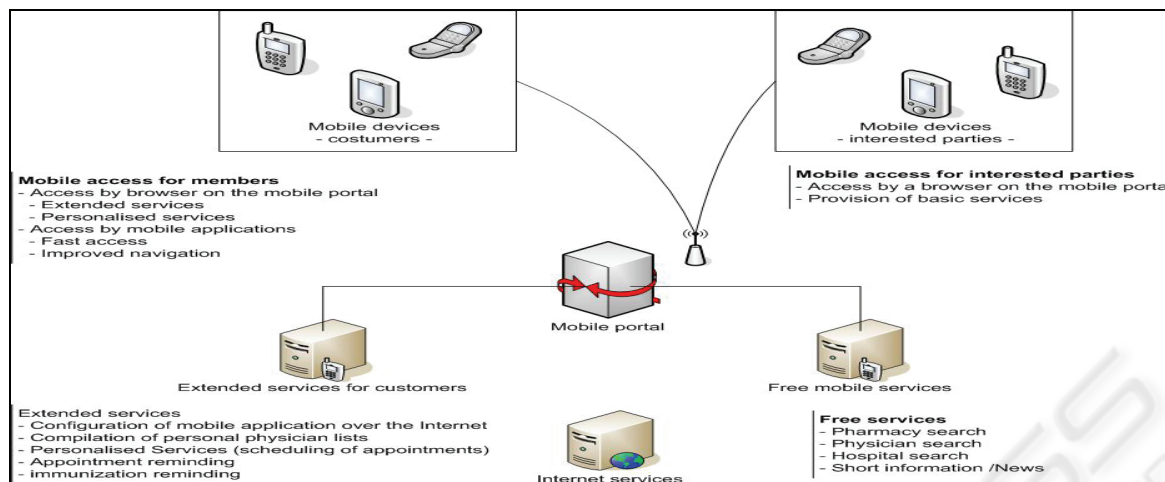 Mobile devices
- costumers -
Mobile devices
- interested parties -
Mobile access for members
- Access by browser on the mobile portal
- Extended services
- Personalised services
- Access by mobile applications
- Fast access
- Improved navigation
Mobile access for interested parties
- Access by a browser on the mobile porta
- Provision of basic services
Mobile portal
Extended services for customers
Free mobile services
Extended services
- Configuration of mobile application over the Internet
- Compilation of personal physician lists
- Personalised Services (scheduling of appointments)
- Appointment reminding
- immunization reminding
Internet services
Free services
- Pharmacy search
- Physician search
- Hospital search
- Short information /News